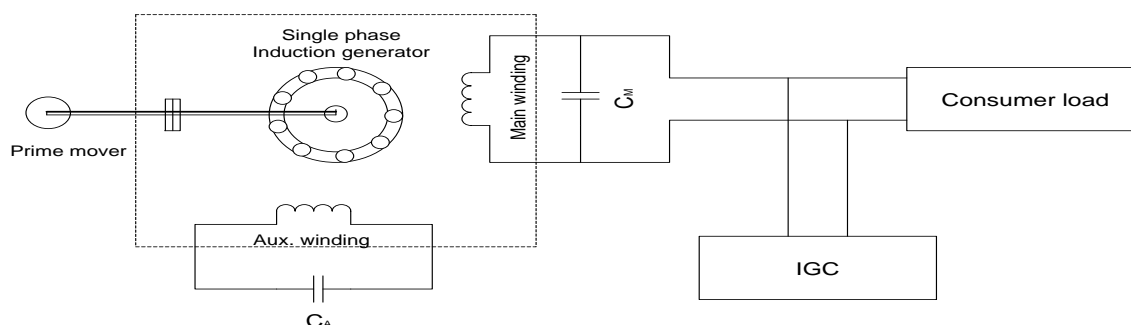 Single phase
Induction generator
Prime mover
Main winding
CM
Consumer load
Aux. winding
IGC
CA